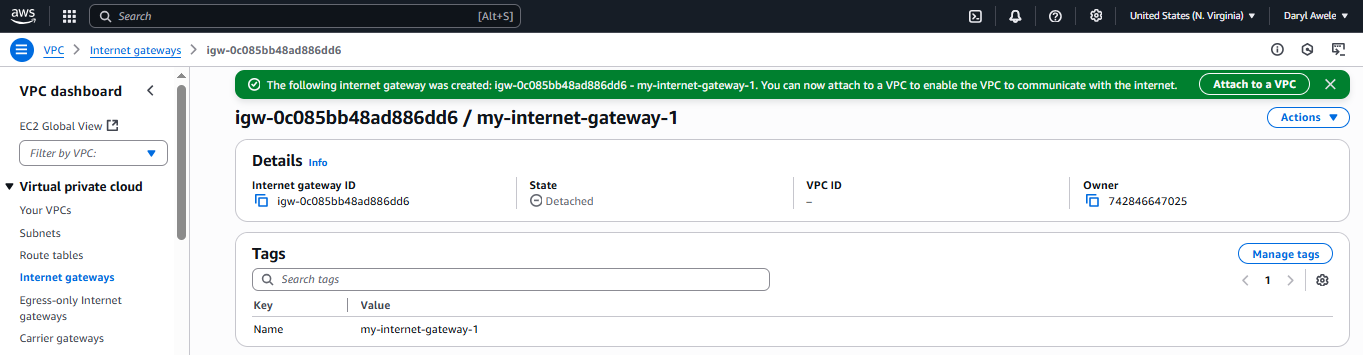 aws Search [Alt+S] United States (N. Virginia) Daryl Awele
VPC Internet gateways igw-0c085bb48ad886dd6
VPC dashboard
EC2 Global View
Filter by VPC:
Virtual private cloud
Your VPCs
Subnets
Route tables
Internet gateways
Egress-only Internet
gateways
Carrier gateways
The following internet gateway was created: igw-0c085bb48ad886dd6 - my-internet-gateway-1. You can now attach to a VPC to enable the VPC to communicate with the internet. Attach to a VPC
igw-0c085bb48ad886dd6 / my-internet-gateway-1 Actions
Details Info
Internet gateway ID
igw-0c085bb48ad886dd6
State
Detached
VPC ID
–
Owner
742846647025
Tags Manage tags
Search tags 1
Key Value
Name my-internet-gateway-1